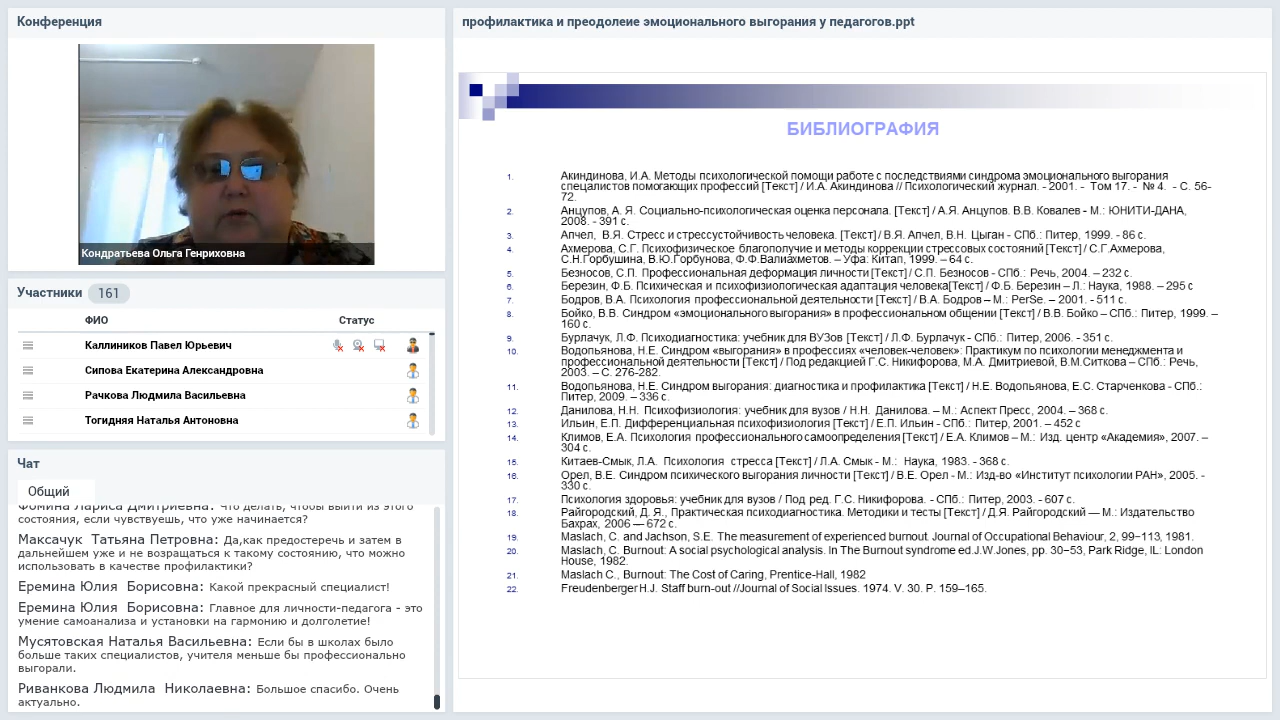 Конференция
Кондратьева Ольга Генриховна
Участники 161
ФИО Статус
Каллиников Павел Юрьевич
Сипова Екатерина Александровна
Рачкова Людмила Васильевна
Тогидняя Наталья Антоновна
Чат
Общий
Фомина Лариса Дмитриевна: Что делать, чтобы выйти из этого
состояния, если чувствуешь, что уже начинается?
Максачук Татьяна Петровна: Да,как предостеречь и затем в
дальнейшем уже и не возращаться к такому состоянию, что можно
использовать в качестве профилактики?
Еремина Юлия Борисовна: Какой прекрасный специалист!
Еремина Юлия Борисовна: Главное для личности-педагога - это
умение самоанализа и установки на гармонию и долголетие!
Мусятовская Наталья Васильевна: Если бы в школах было
больше таких специалистов, учителя меньше бы профессионально
выгорали.
Риванкова Людмила Николаевна: Большое спасибо. Очень
актуально.
профилактика и преодолеие эмоционального выгорания у педагогов.ppt
БИБЛИОГРАФИЯ
1. Акиндинова, И.А. Методы психологической помощи работе с последствиями синдрома эмоционального выгорания
спецалистов помогающих профессий [Текст] / И.А. Акиндинова // Психологический журнал. - 2001. - Том 17. - № 4. - С. 56-
72.
2. Анцупов, А. Я. Социально-психологическая оценка персонала. [Текст] / А.Я. Анцупов. В.В. Ковалев - М.: ЮНИТИ-ДАНА,
2008. - 391 с.
3. Апчел, В.Я. Стресс и стрессустойчивость человека. [Текст] / В.Я. Апчел, В.Н. Цыган - СПб.: Питер, 1999. - 86 с.
4. Ахмерова, С.Г. Психофизическое благополучие и методы коррекции стрессовых состояний [Текст] / С.Г.Ахмерова,
С.Н.Горбушина, В.Ю.Горбунова, Ф.Ф.Валиахметов. – Уфа: Китап, 1999. – 64 с.
5. Безносов, С.П. Профессиональная деформация личности [Текст] / С.П. Безносов - СПб.: Речь, 2004. – 232 с.
6. Березин, Ф.Б. Психическая и психофизиологическая адаптация человека[Текст] / Ф.Б. Березин – Л.: Наука, 1988. – 295 с
7. Бодров, В.А. Психология профессиональной деятельности [Текст] / В.А. Бодров – М.: PerSe. – 2001. - 511 с.
8. Бойко, В.В. Синдром «эмоционального выгорания» в профессиональном общении [Текст] / В.В. Бойко – СПб.: Питер, 1999. –
160 с.
9. Бурлачук, Л.Ф. Психодиагностика: учебник для ВУЗов [Текст] / Л.Ф. Бурлачук - СПб.: Питер, 2006. - 351 с.
10. Водопьянова, Н.Е. Синдром «выгорания» в профессиях «человек-человек»: Практикум по психологии менеджмента и
профессиональной деятельности [Текст] / Под редакцией Г.С. Никифорова, М.А. Дмитриевой, В.М.Ситкова – СПб.: Речь,
2003. – С. 276-282.
11. Водопьянова, Н.Е. Синдром выгорания: диагностика и профилактика [Текст] / Н.Е. Водопьянова, Е.С. Старченкова - СПб.:
Питер, 2009. – 336 с.
12. Данилова, Н.Н. Психофизиология: учебник для вузов / Н.Н. Данилова. – М.: Аспект Пресс, 2004. – 368 с.
13. Ильин, Е.П. Дифференциальная психофизиология [Текст] / Е.П. Ильин - СПб.: Питер, 2001. – 452 с
14. Климов, Е.А. Психология профессионального самоопределения [Текст] / Е.А. Климов – М.: Изд. центр «Академия», 2007. –
304 с.
15. Китаев-Смык, Л.А. Психология стресса [Текст] / Л.А. Смык - М.: Наука, 1983. - 368 с.
16. Орел, В.Е. Синдром психического выгорания личности [Текст] / В.Е. Орел - М.: Изд-во «Институт психологии РАН», 2005. -
330 с.
17. Психология здоровья: учебник для вузов / Под ред. Г.С. Никифорова. - СПб.: Питер, 2003. - 607 с.
18. Райгородский, Д. Я., Практическая психодиагностика. Методики и тесты [Текст] / Д.Я. Райгородский — М.: Издательство
Бахрах, 2006 — 672 с.
19. Maslach, C. and Jachson, S.E. The measurement of experienced burnout. Journal of Occupational Behaviour, 2, 99–113, 1981.
20. Maslach, C. Burnout: A social psychological analysis. In The Burnout syndrome ed.J.W.Jones, pp. 30–53, Park Ridge, IL: London
House, 1982.
21. Maslach C., Burnout: The Cost of Caring, Prentice-Hall, 1982
22. Freudenberger H.J. Staff burn-out //Journal of Social Issues. 1974. V. 30. P. 159–165.